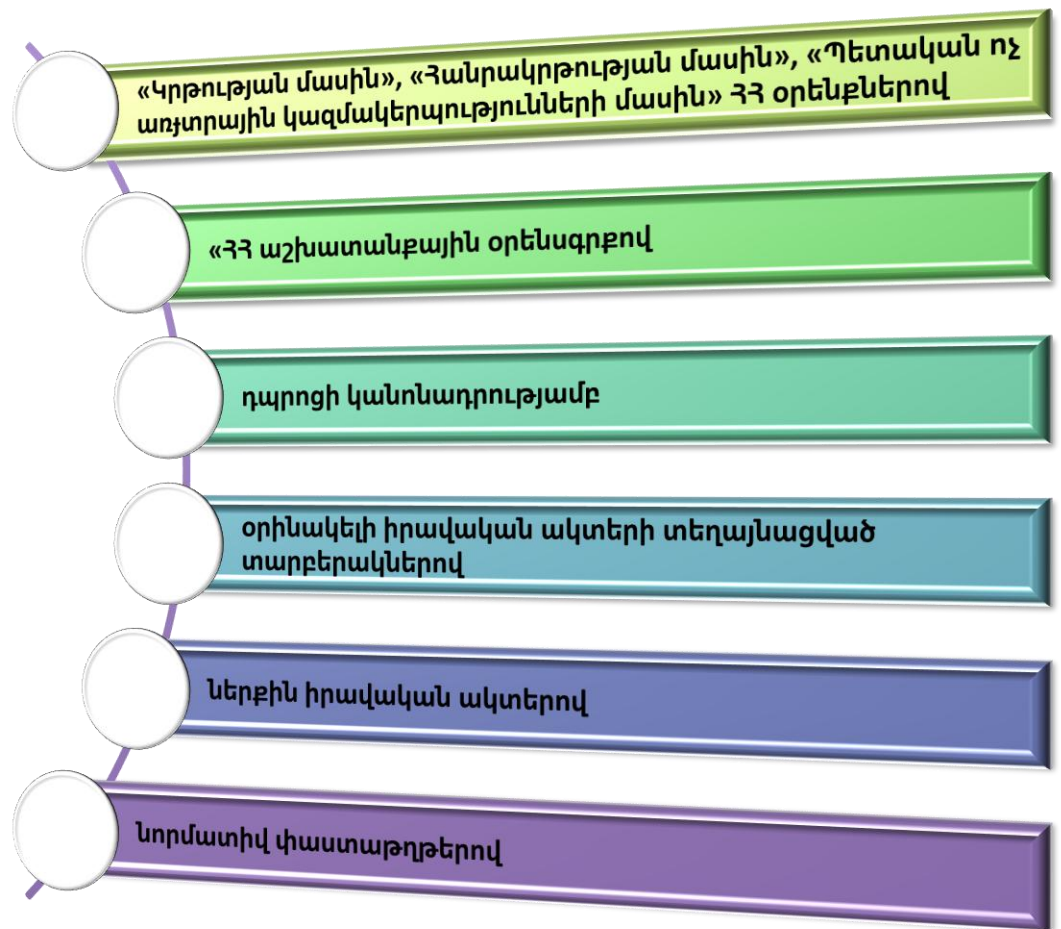 «Կրթության մասին», «Հանրակրթության մասին», «Պետական ոչ
առևտրային կազմակերպությունների մասին» ՀՀ օրենքներով
«ՀՀ աշխատանքային օրենսգրքով
դպրոցի կանոնադրությամբ
օրինակելի իրավական ակտերի տեղայնացված
տարբերակներով
ներքին իրավական ակտերով
նորմատիվ փաստաթղթերով